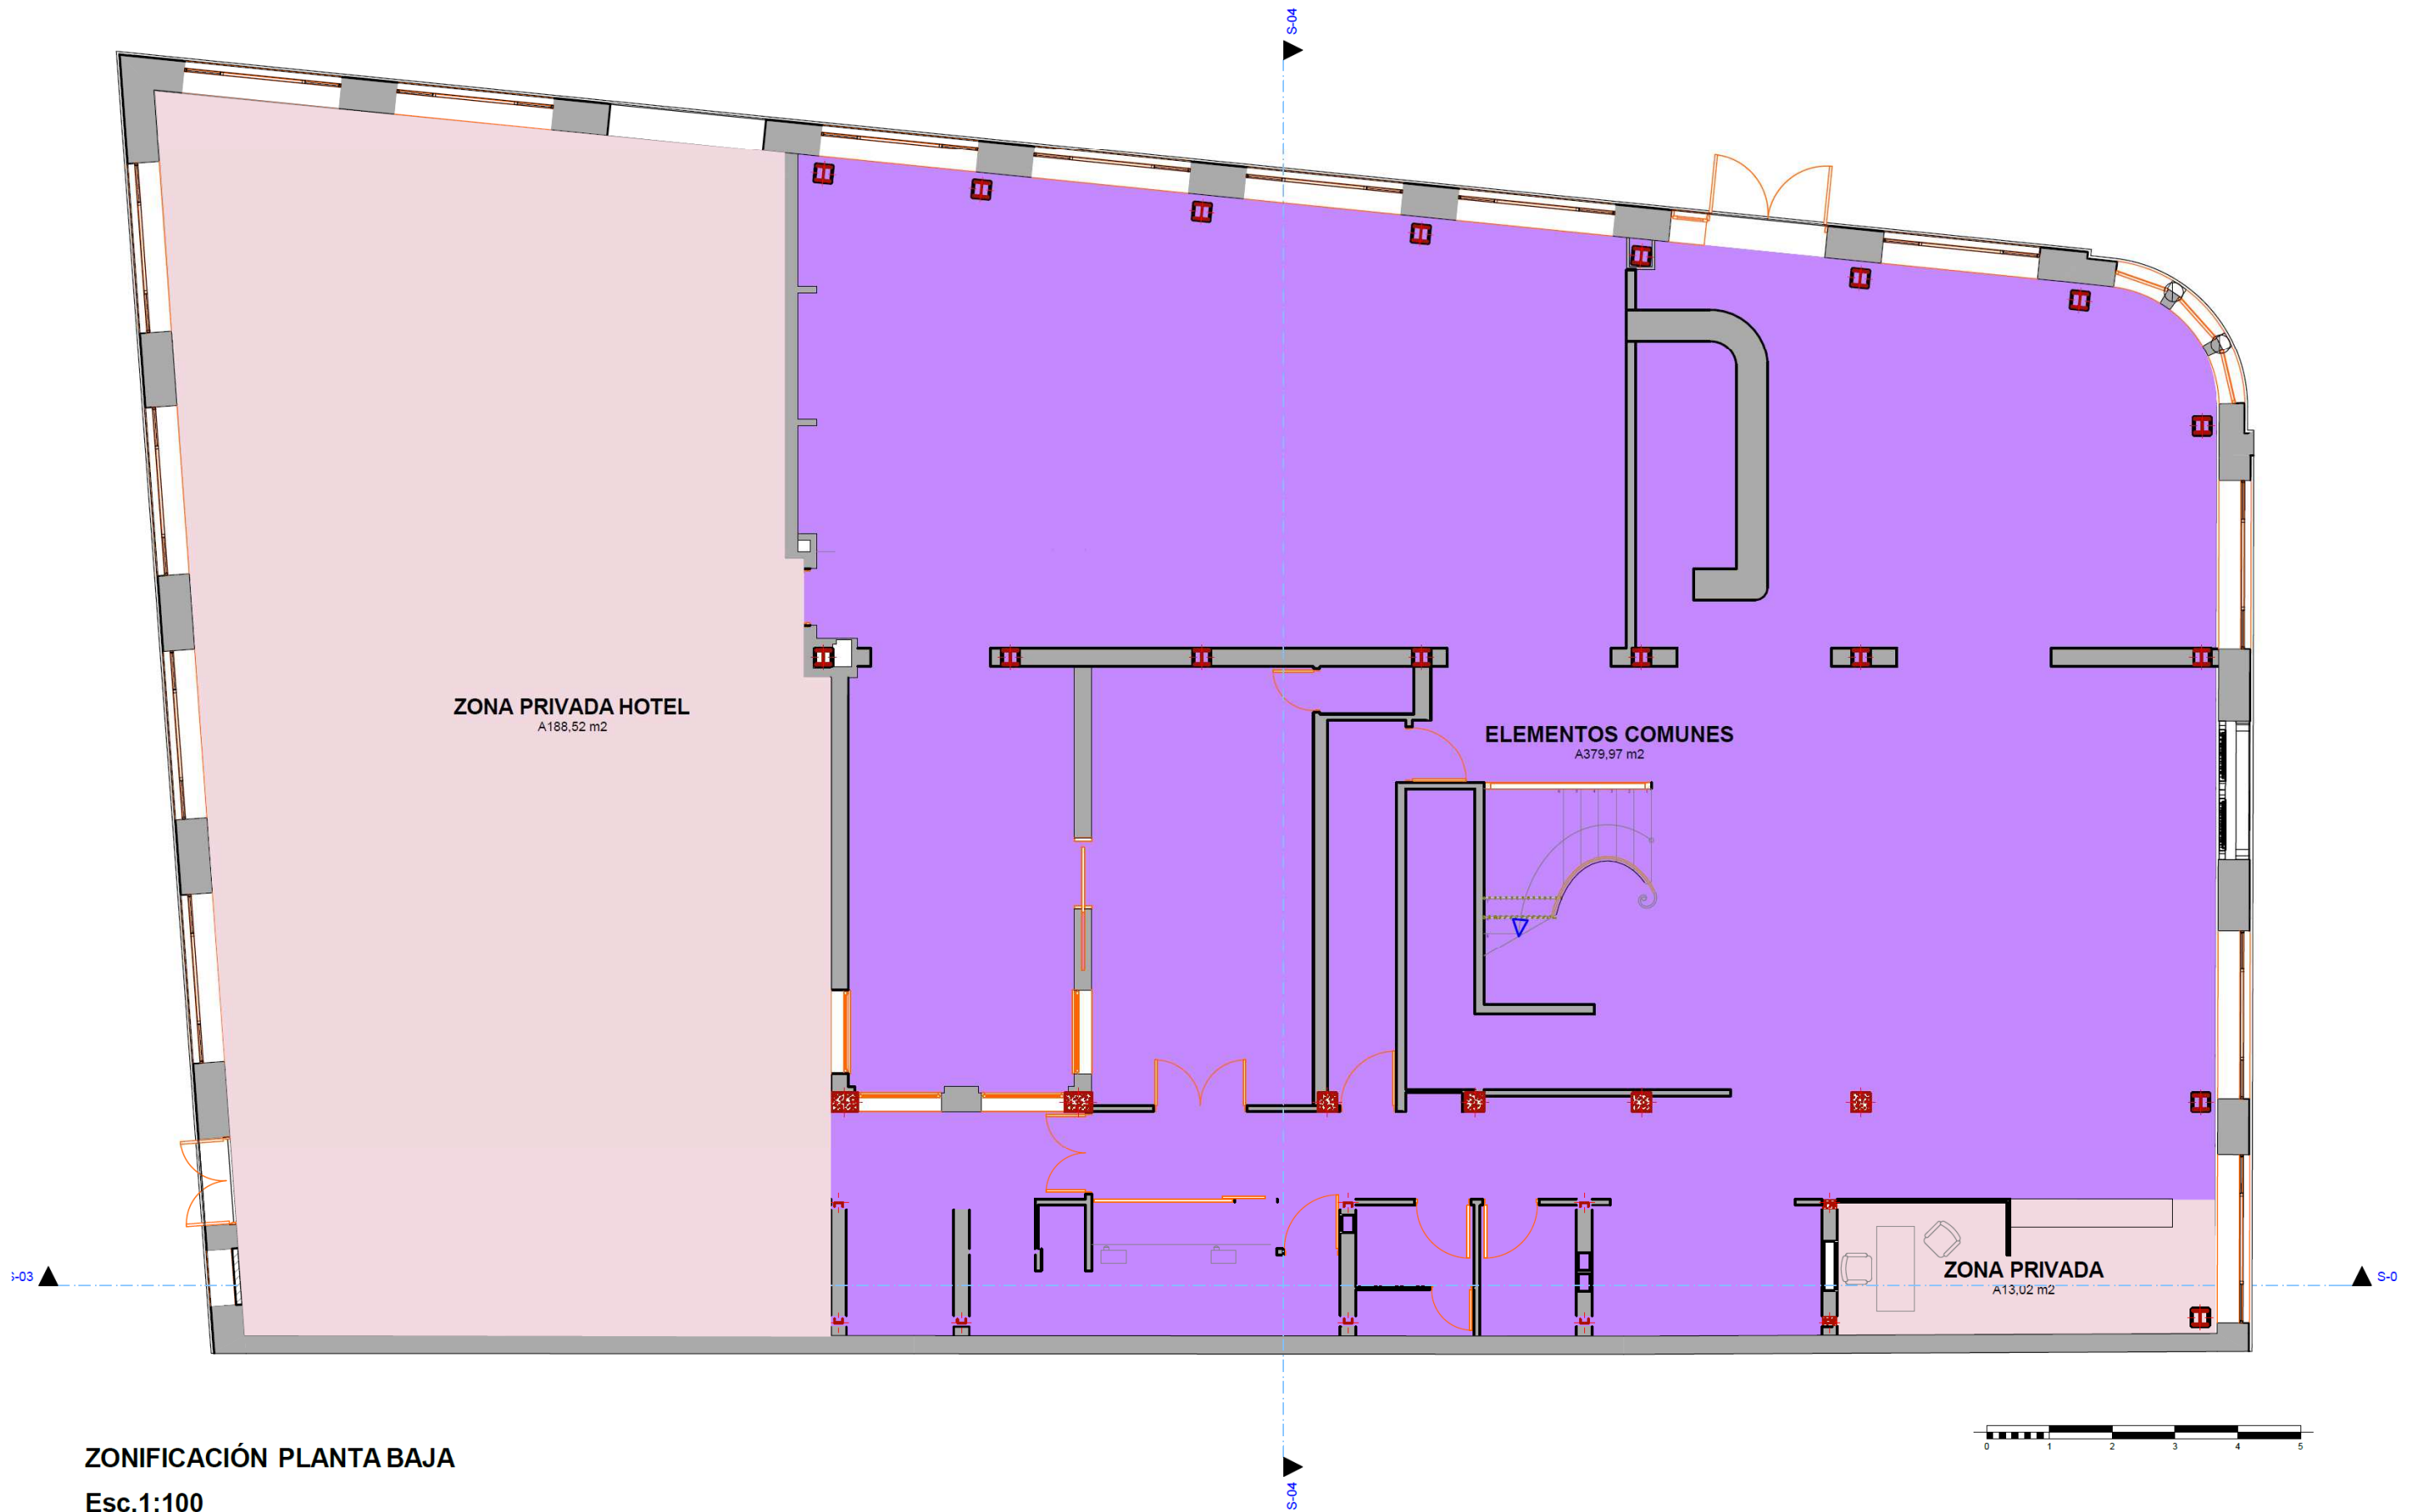 S-04
ZONA PRIVADA HOTEL
A188,52 m2
ELEMENTOS COMUNES
A379,97 m2
S-03
ZONA PRIVADA
A13,02 m2
S-0
0 1 2 3 4 5
ZONIFICACIÓN PLANTA BAJA
Esc.1:100
S-04